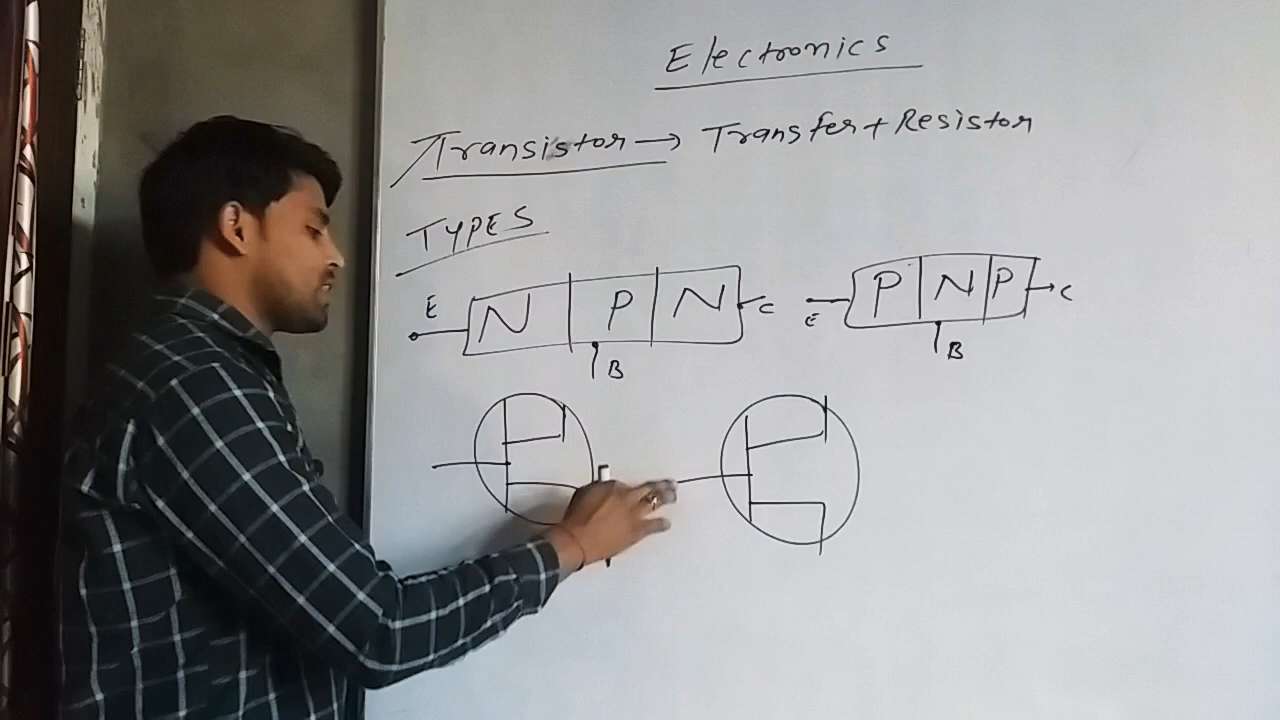 Electronics
Transistor → Transfer + Resistor
TYPES
E N P N C
B
E P N P C
B